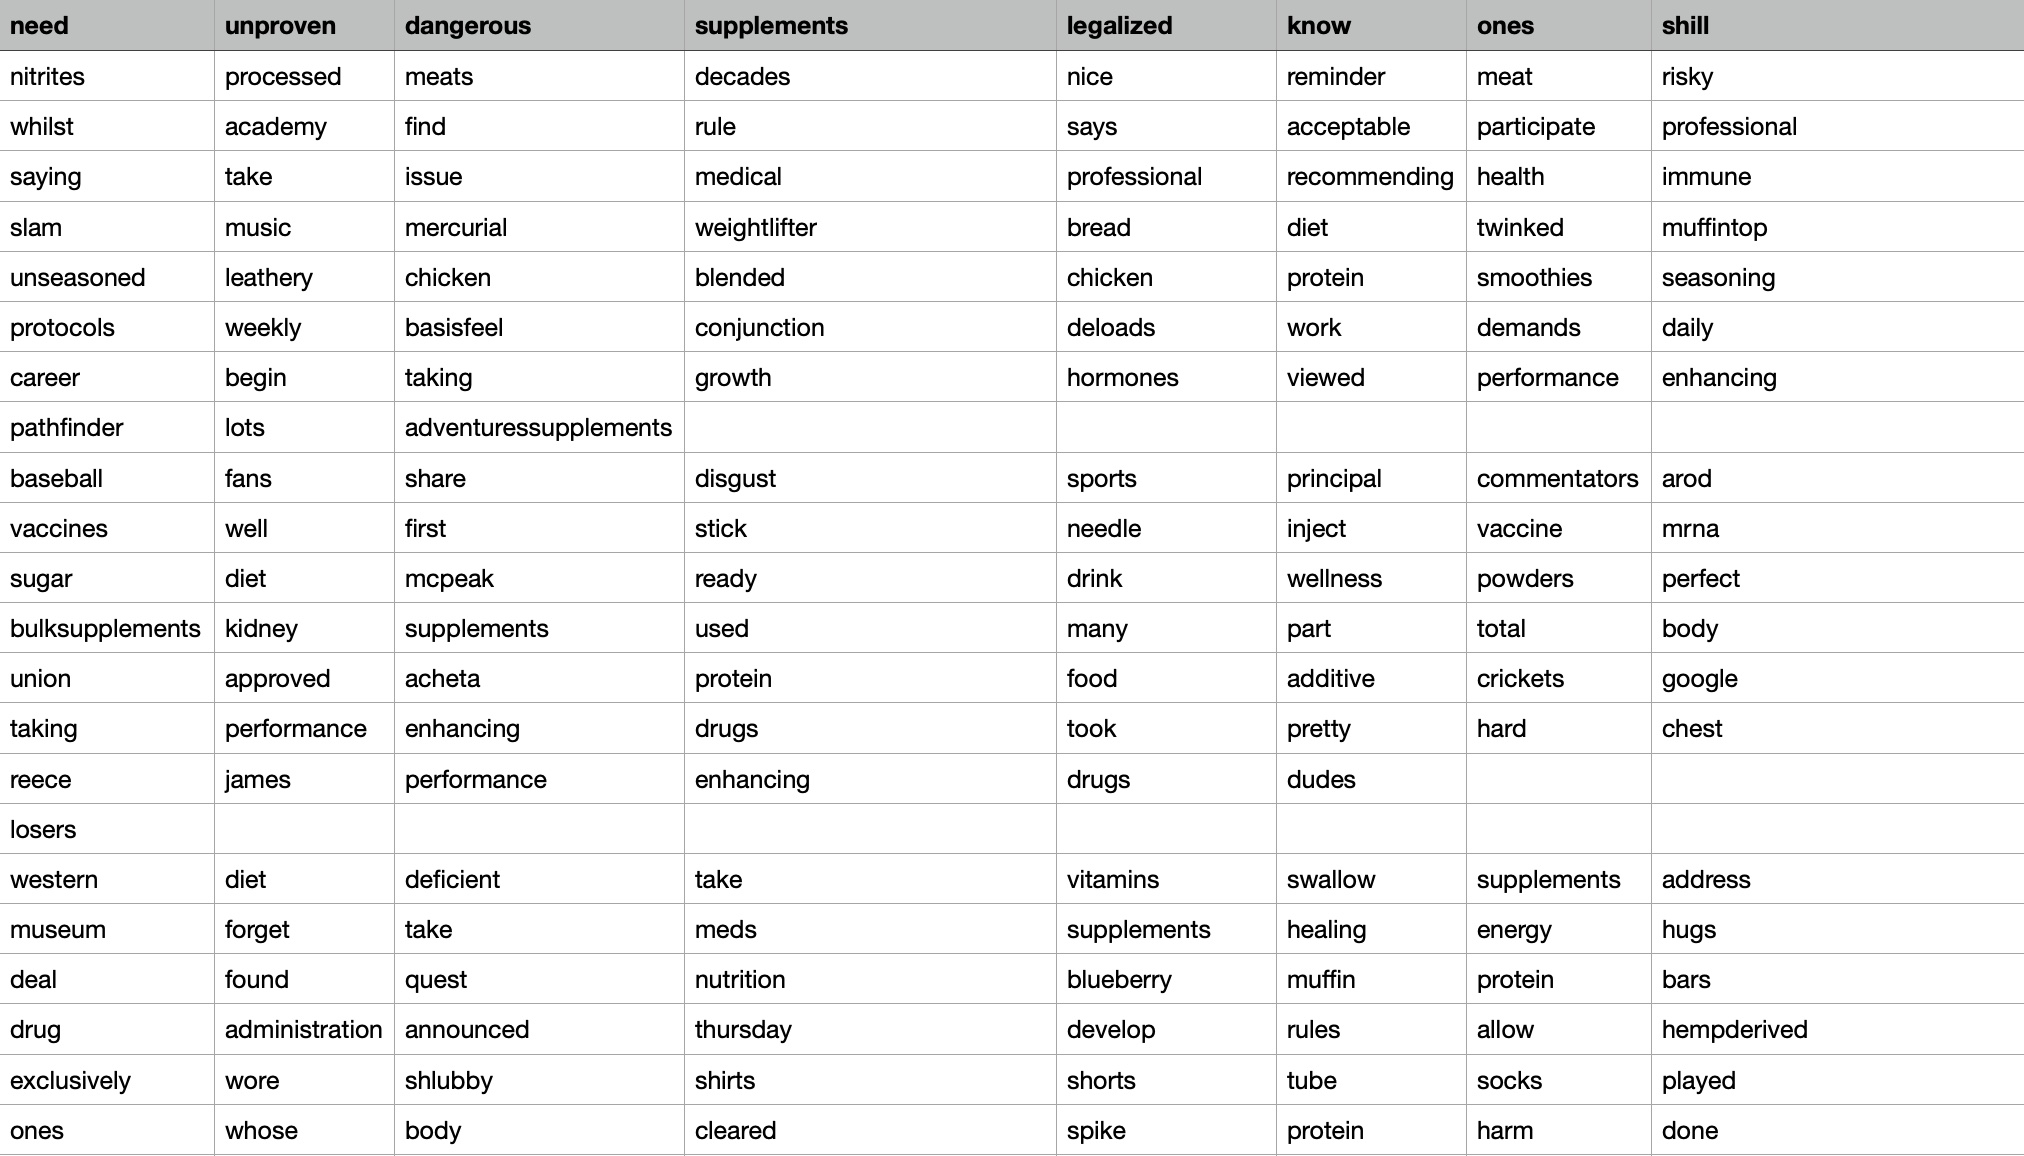 need unproven dangerous supplements legalized know ones shill
nitrites processed meats decades nice reminder meat risky
whilst academy find rule says acceptable participate professional
saying take issue medical professional recommending health immune
slam music mercurial weightlifter bread diet twinked muffintop
unseasoned leathery chicken blended chicken protein smoothies seasoning
protocols weekly basisfeel conjunction deloads work demands daily
career begin taking growth hormones viewed performance enhancing
pathfinder lots adventuressupplements
baseball fans share disgust sports principal commentators arod
vaccines well first stick needle inject vaccine mrna
sugar diet mcpeak ready drink wellness powders perfect
bulksupplements kidney supplements used many part total body
union approved acheta protein food additive crickets google
taking performance enhancing drugs took pretty hard chest
reece james performance enhancing drugs dudes
losers
western diet deficient take vitamins swallow supplements address
museum forget take meds supplements healing energy hugs
deal found quest nutrition blueberry muffin protein bars
drug administration announced thursday develop rules allow hempderived
exclusively wore shlubby shirts shorts tube socks played
ones whose body cleared spike protein harm done